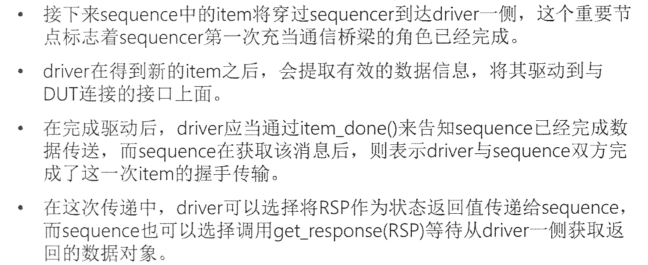 • 接下来sequence中的item将穿过sequencer到达driver一侧，这个重要节
点标志着sequencer第一次充当通信桥梁的角色已经完成。
• driver在得到新的item之后，会提取有效的数据信息，将其驱动到与
DUT连接的接口上面。
• 在完成驱动后，driver应当通过item_done()来告知sequence已经完成数
据传送，而sequence在获取该消息后，则表示driver与sequence双方完
成了这一次item的握手传输。
• 在这次传递中，driver可以选择将RSP作为状态返回值传递给sequence，
而sequence也可以选择调用get_response(RSP)等待从driver一侧获取返
回的数据对象。